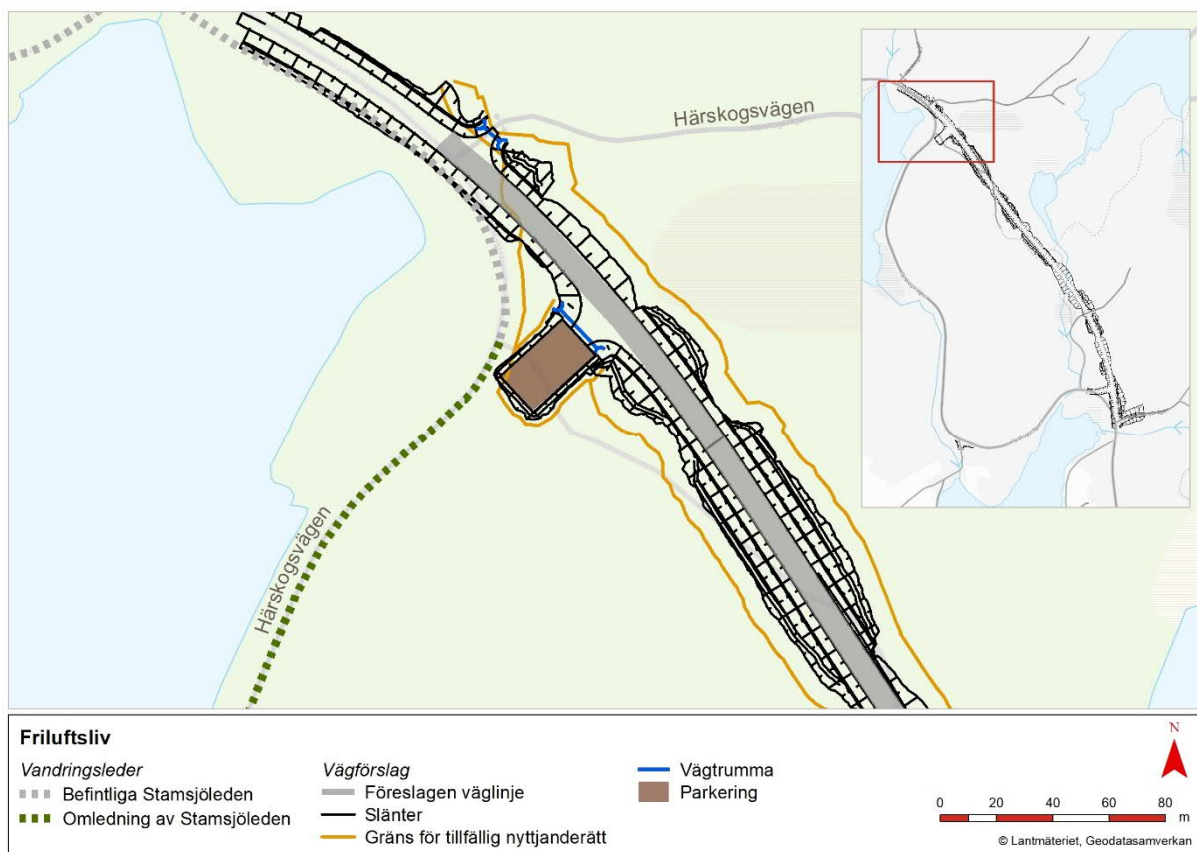 Härskogsvägen
Härskogsvägen
Friluftsliv
Vandringsleder
Befintliga Stamsjöleden
Omledning av Stamsjöleden
Vägförslag
Föreslagen väglinje
Slänter
Gräns för tillfällig nyttjanderätt
Vägtrumma
Parkering
N
0 20 40 60 80
m
© Lantmäteriet, Geodatasamverkan